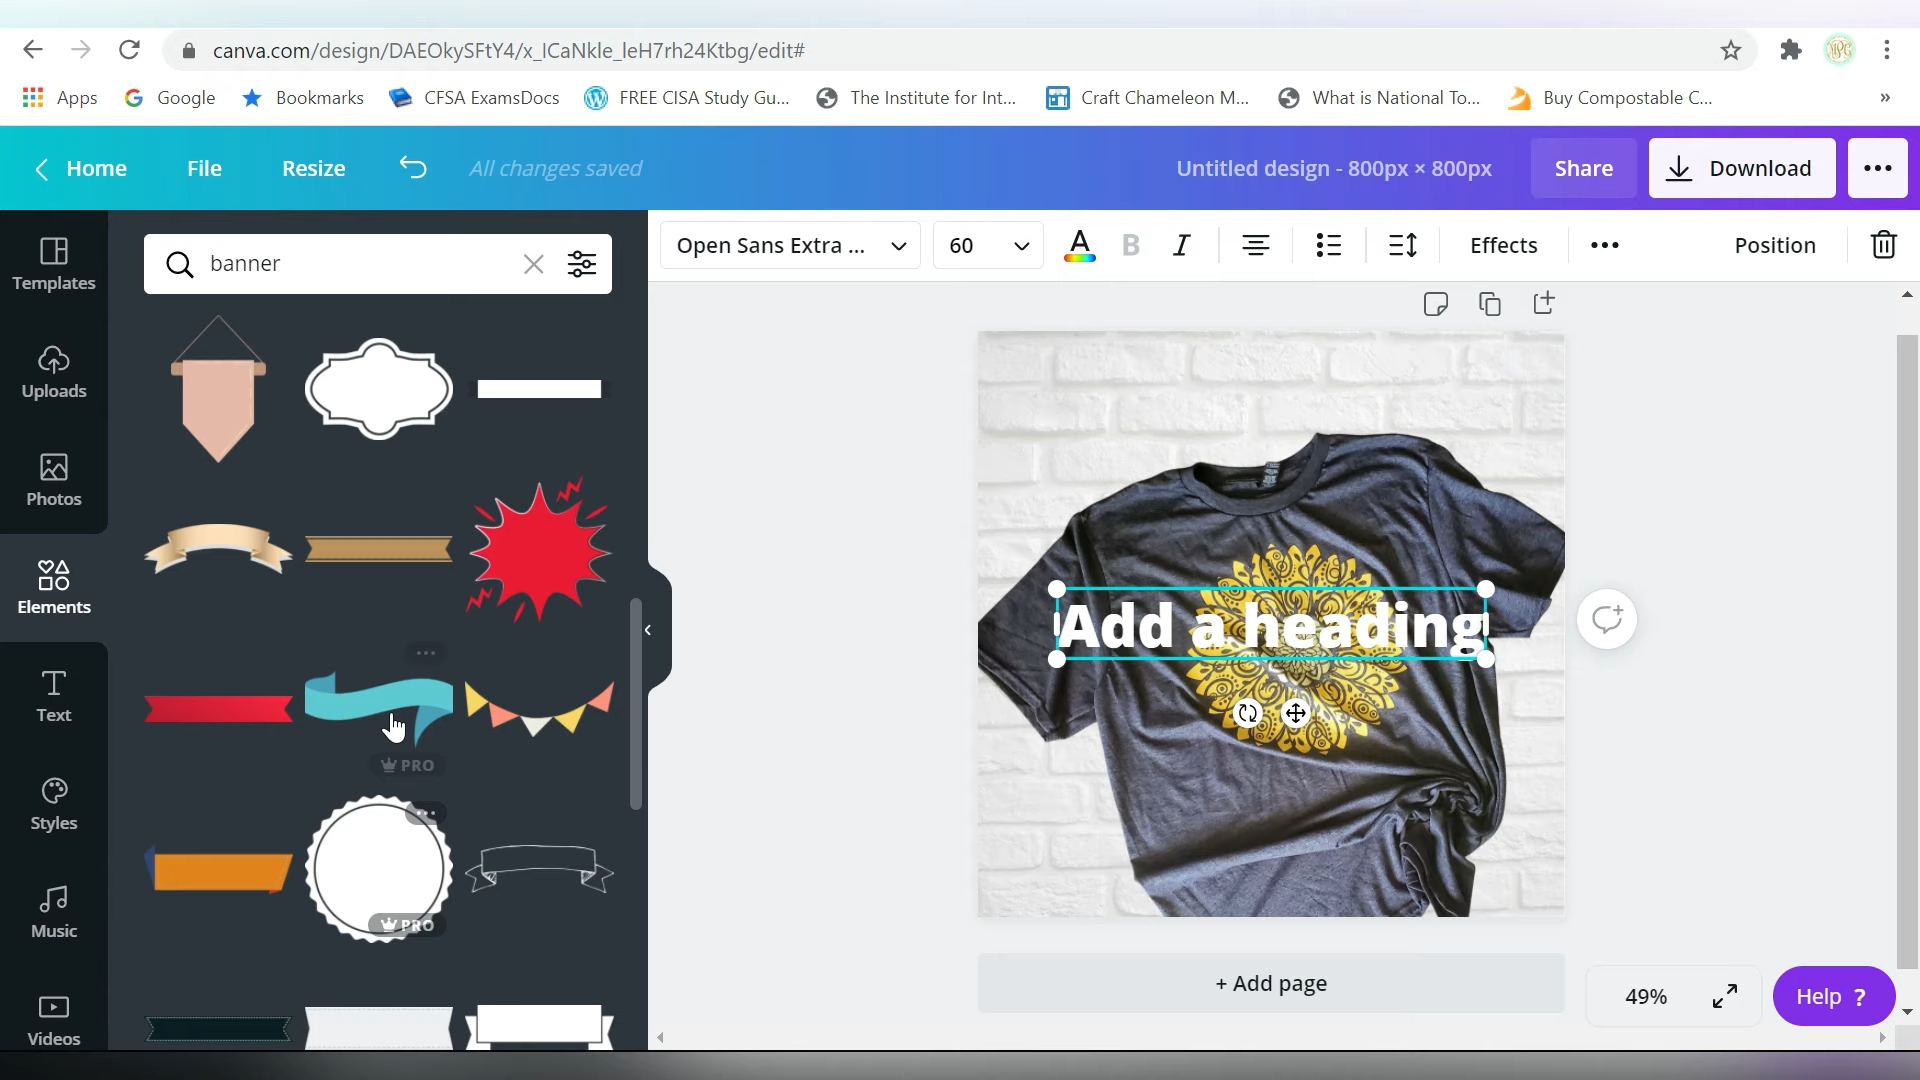 canva.com/design/DAEOkySFtY4/x_ICaNkle_leH7rh24Ktbg/edit#
Apps Google Bookmarks CFSA ExamsDocs FREE CISA Study Gu... The Institute for Int... Craft Chameleon M... What is National To... Buy Compostable C... »
Home File Resize All changes saved Untitled design - 800px × 800px Share Download
Templates
Uploads
Photos
Elements
Text
Styles
Music
Videos
banner
PRO
PRO
Open Sans Extra ... 60 A B I Effects Position
Add a heading
+ Add page
49%
Help ?